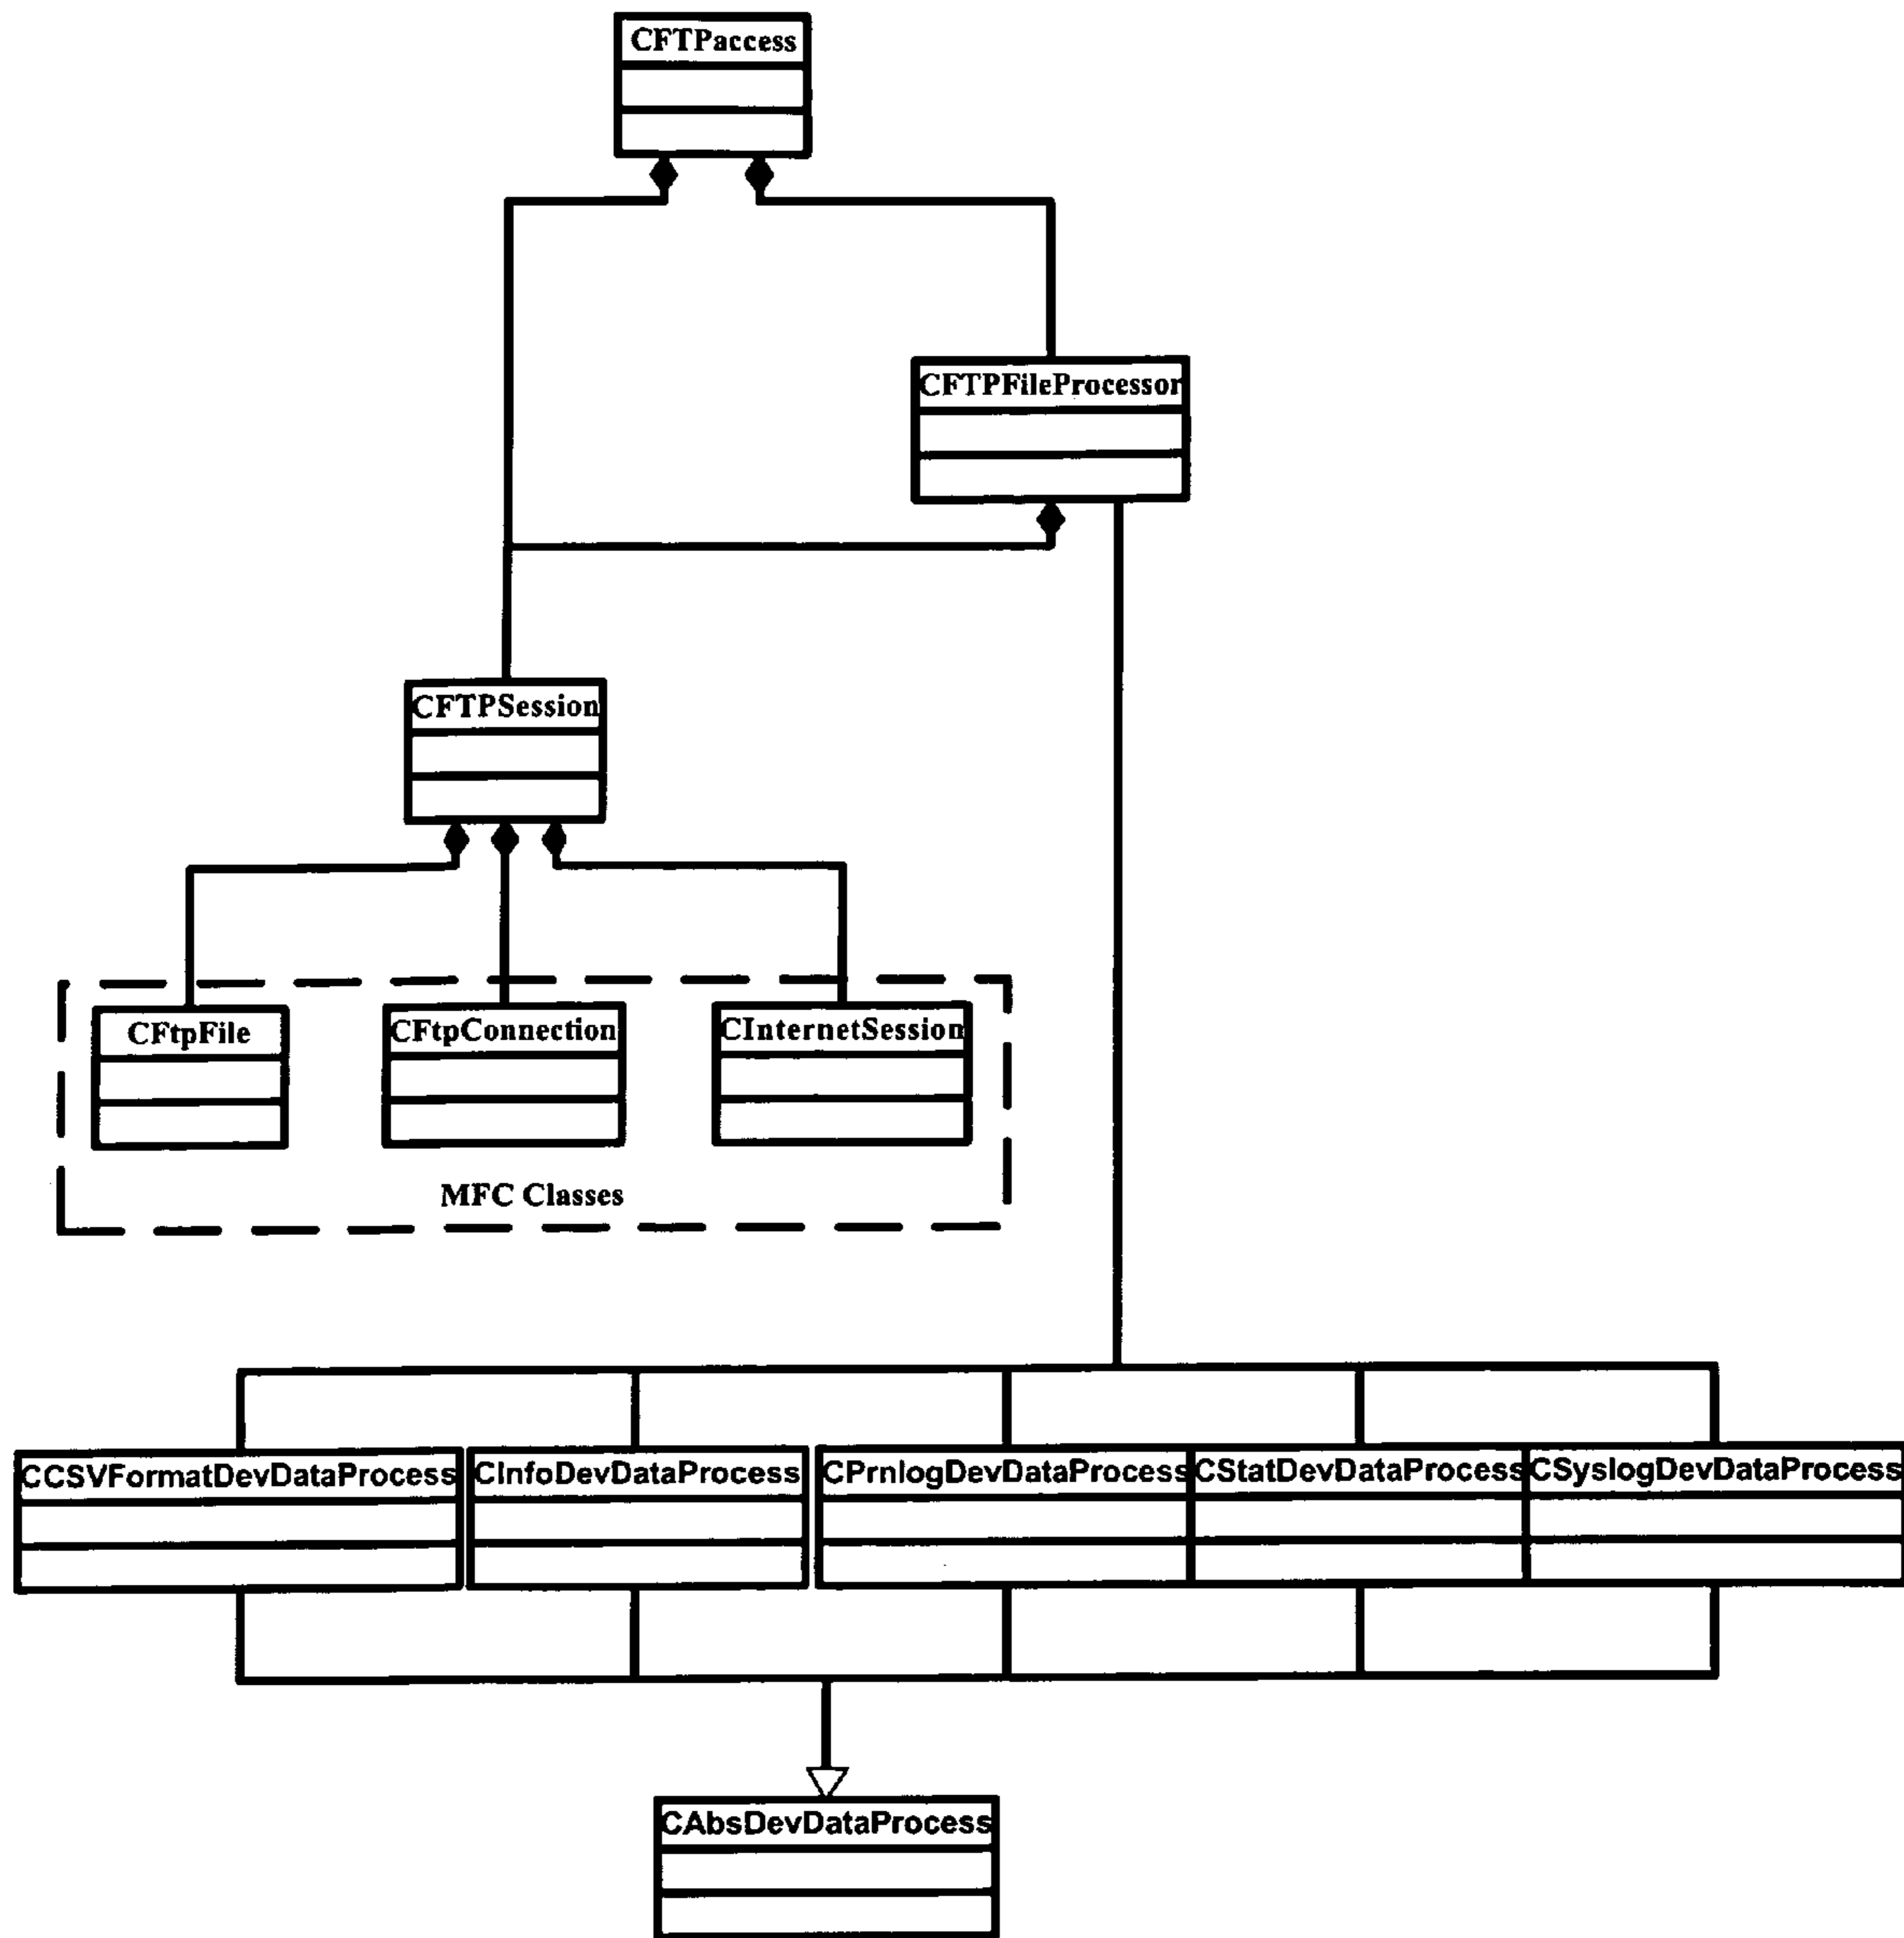 CFTPaccess
CFTPFileProcessor
CFTPSession
CFtpFile
CFtpConnection
CInternetSession
MFC Classes
CCSVFormatDevDataProcess
CInfoDevDataProcess
CPrnlogDevDataProcess
CStatDevDataProcess
CSyslogDevDataProcess
CAbsDevDataProcess